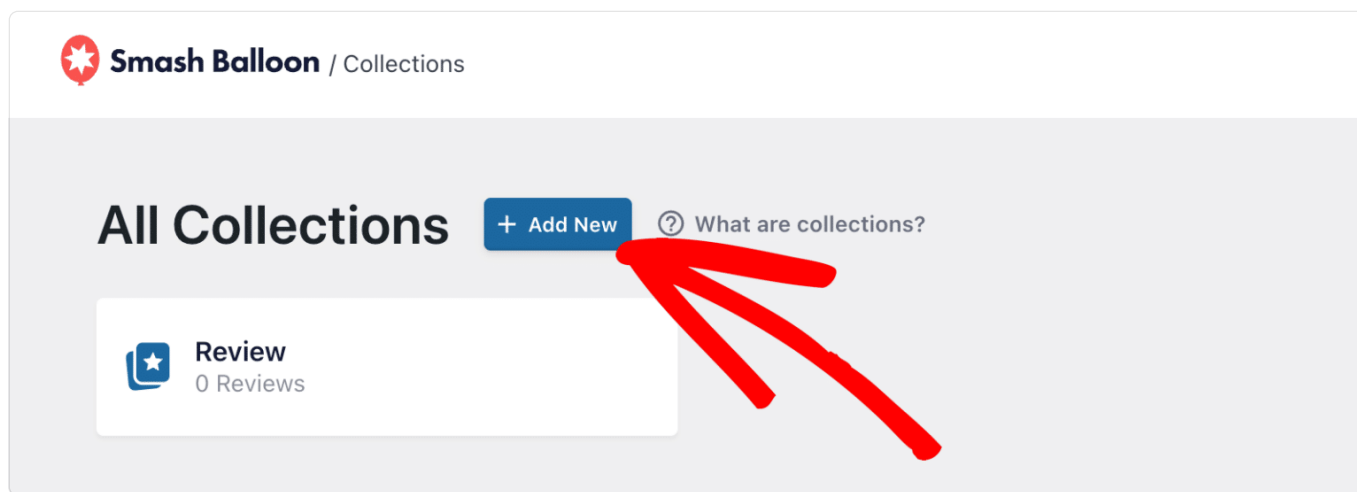 Smash Balloon / Collections
All Collections + Add New ? What are collections?
Review
0 Reviews